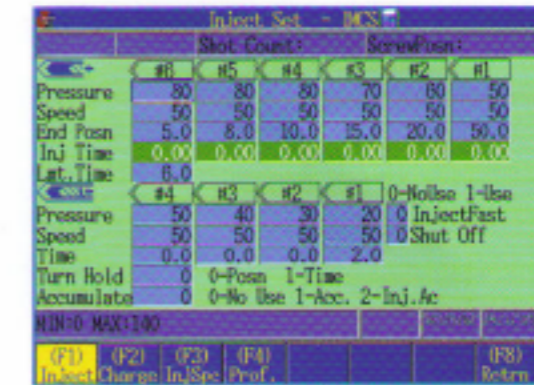 Inject Set - IMCS
Shot Count: ScrewPosn:
#6 #5 #4 #3 #2 #1
Pressure 80 80 80 70 60 50
Speed 50 50 50 50 50 50
End Posn 5.0 8.0 10.0 15.0 20.0 50.0
Inj Time 0.00 0.00 0.00 0.00 0.00 0.00
Lmt.Time 6.0
#4 #3 #2 #1 0-NoUse 1-Use
Pressure 50 40 30 20 0 InjectFast
Speed 50 50 50 50 0 Shut Off
Time 0.0 0.0 0.0 2.0
Turn Hold 0 0-Posn 1-Time
Accumulate 0 0-No Use 1-Acc. 2-Inj.Ac
MIN:0 MAX:140
(F1) (F2) (F3) (F4) (F8)
Inject Charge InjSpc Prof. Retrn